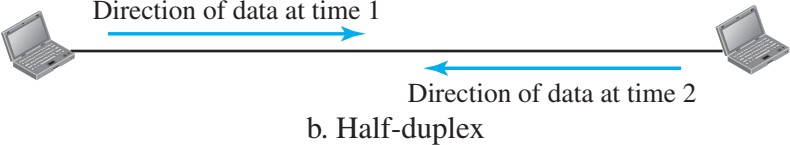 Direction of data at time 1
Direction of data at time 2
b. Half-duplex